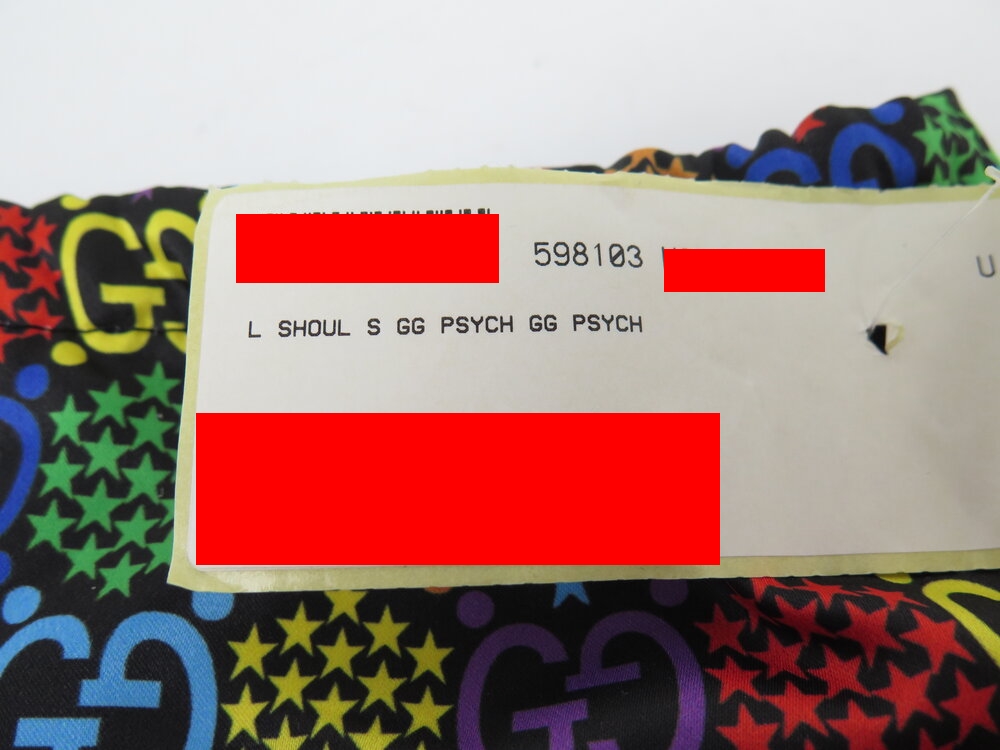 598103
U
L SHOUL S GG PSYCH GG PSYCH